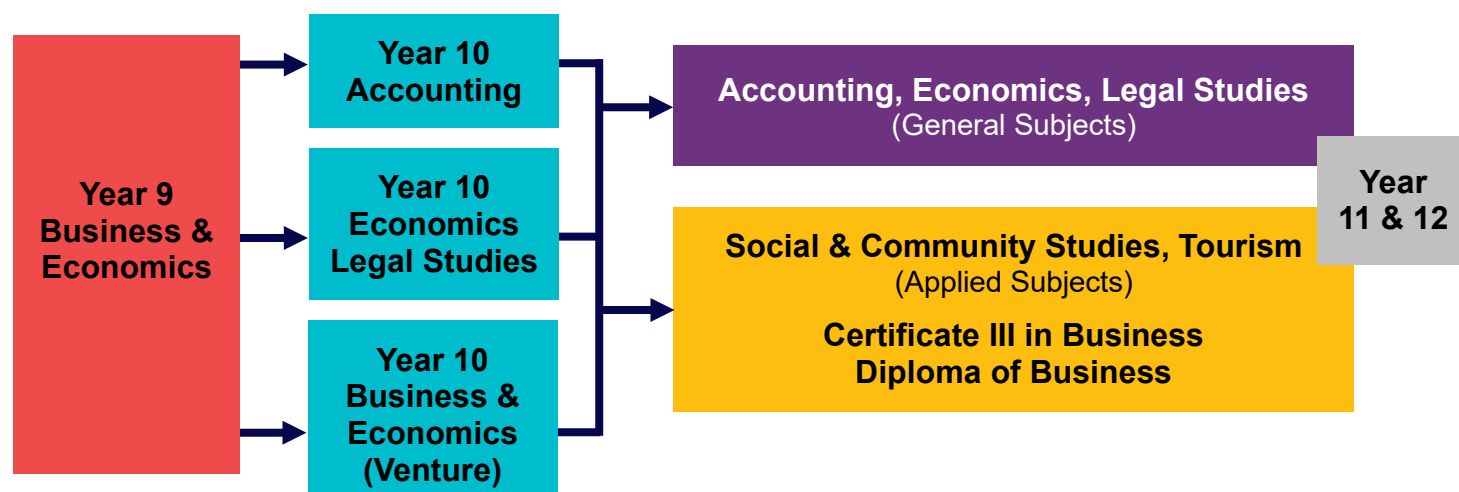 Year 9
Business &
Economics
Year 10
Accounting
Year 10
Economics
Legal Studies
Year 10
Business &
Economics
(Venture)
Accounting, Economics, Legal Studies
(General Subjects)
Social & Community Studies, Tourism
(Applied Subjects)
Certificate III in Business
Diploma of Business
Year
11 & 12